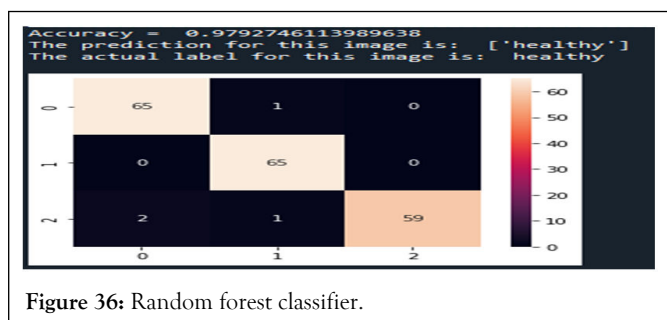 Accuracy = 0.9792746113989638
The prediction for this image is: ['healthy']
The actual label for this image is: healthy
0 65 1 0
1 0 65 0
2 2 1 59
0 1 2
60
50
40
30
20
10
0
Figure 36: Random forest classifier.